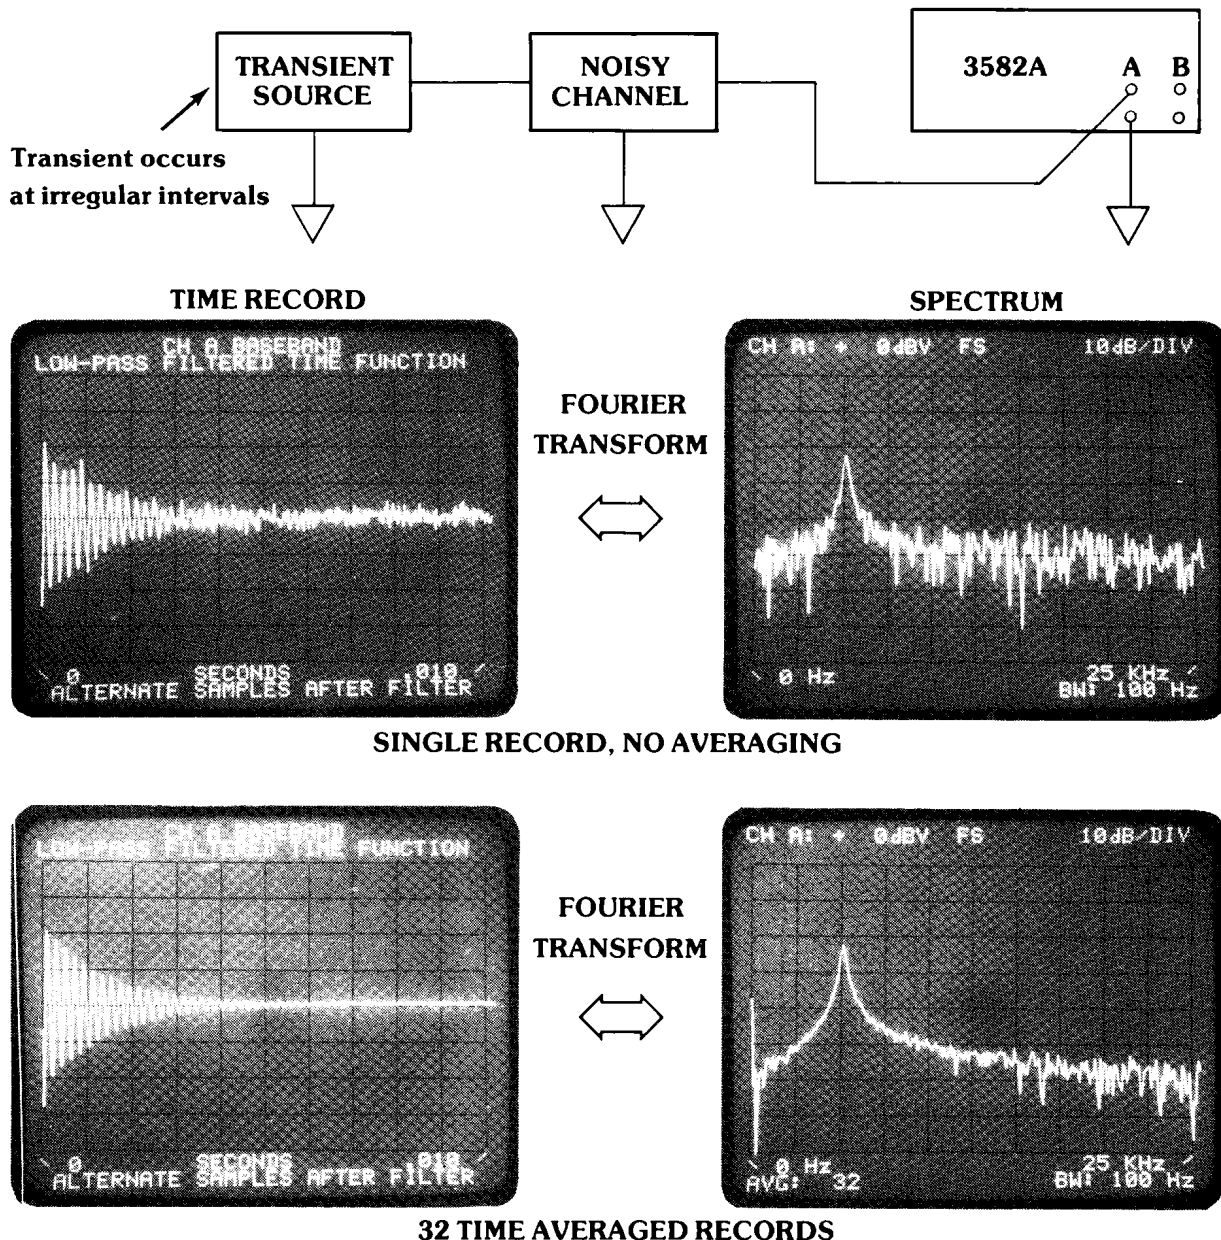 TRANSIENT
SOURCE
NOISY
CHANNEL
3582A
A B
Transient occurs
at irregular intervals
TIME RECORD
SPECTRUM
CH A BASEBAND
LOW-PASS FILTERED TIME FUNCTION
0 SECONDS .010
ALTERNATE SAMPLES AFTER FILTER
FOURIER
TRANSFORM
CH A: + 0dBV FS 10dB/DIV
0 Hz 25 KHz
BW: 100 Hz
SINGLE RECORD, NO AVERAGING
CH A BASEBAND
LOW-PASS FILTERED TIME FUNCTION
0 SECONDS .010
ALTERNATE SAMPLES AFTER FILTER
FOURIER
TRANSFORM
CH A: + 0dBV FS 10dB/DIV
0 Hz 25 KHz
AVG: 32 BW: 100 Hz
32 TIME AVERAGED RECORDS